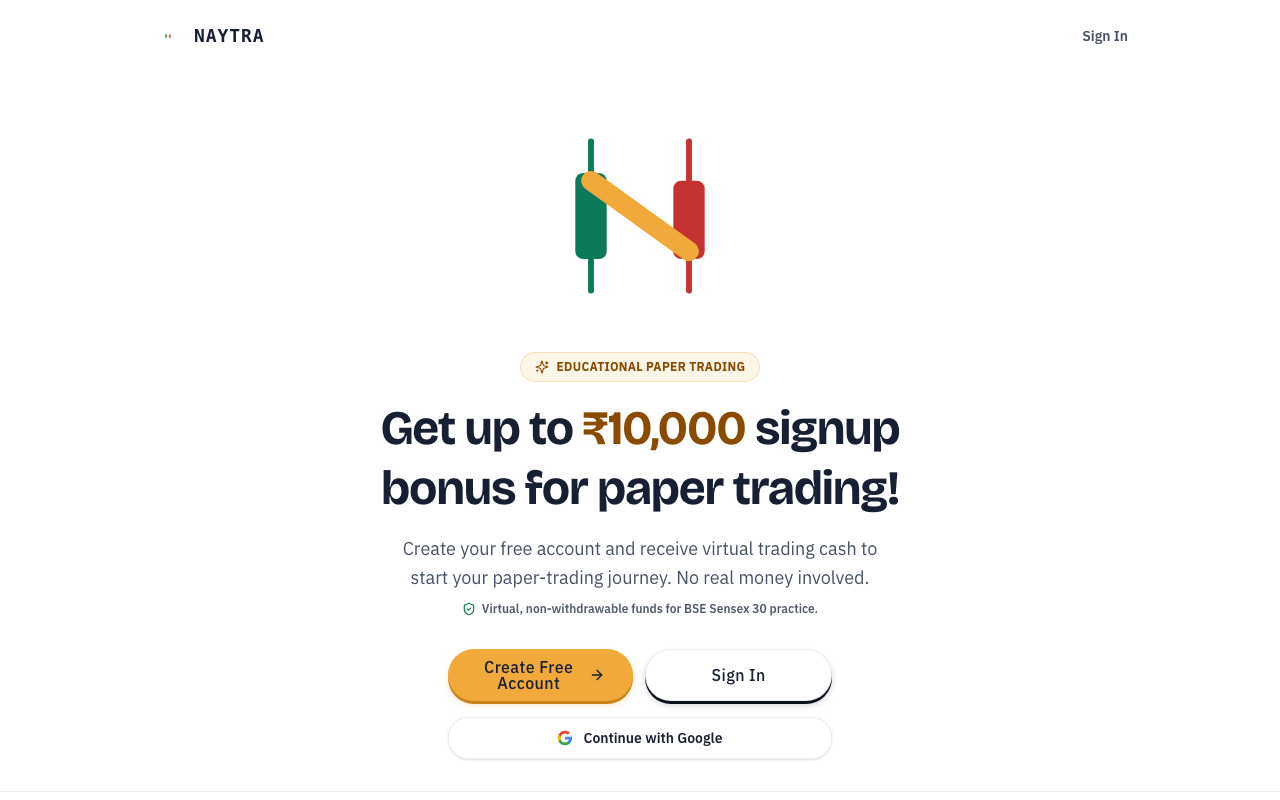 NAYTRA
Sign In
EDUCATIONAL PAPER TRADING
Get up to ₹10,000 signup
bonus for paper trading!
Create your free account and receive virtual trading cash to
start your paper-trading journey. No real money involved.
Virtual, non-withdrawable funds for BSE Sensex 30 practice.
Create Free
Account
Sign In
Continue with Google